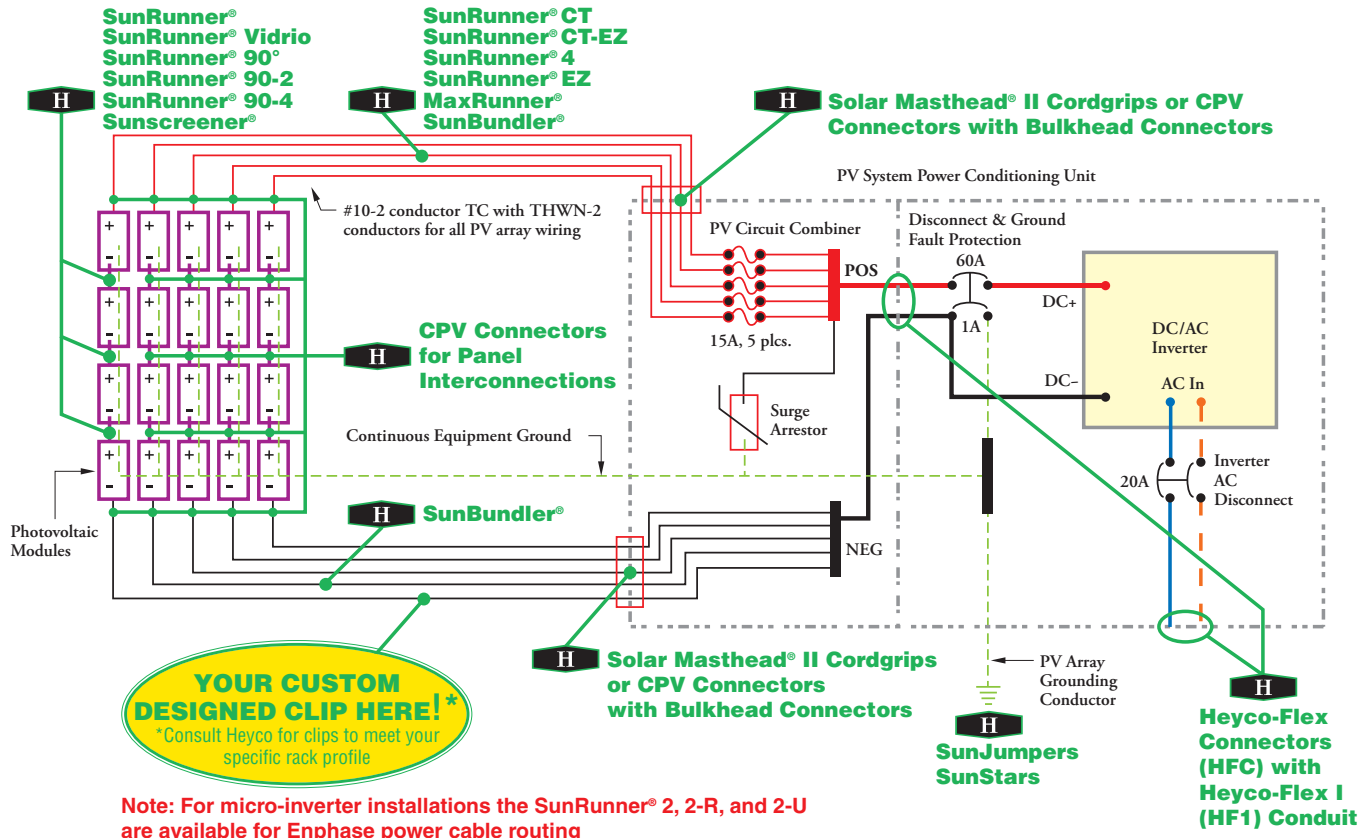 SunRunner®
SunRunner® Vidrio
SunRunner® 90°
SunRunner® 90-2
SunRunner® 90-4
Sunscreener®
H
SunRunner® CT
SunRunner® CT-EZ
SunRunner® 4
SunRunner® EZ
MaxRunner®
SunBundler®
H
H
Solar Masthead® II Cordgrips or CPV
Connectors with Bulkhead Connectors
PV System Power Conditioning Unit
#10-2 conductor TC with THWN-2
conductors for all PV array wiring
PV Circuit Combiner
Disconnect & Ground
Fault Protection
60A
POS
DC+
1A
15A, 5 plcs.
DC/AC
Inverter
DC–
AC In
H
CPV Connectors
for Panel
Interconnections
Surge
Arrestor
Continuous Equipment Ground
Inverter
AC
Disconnect
20A
+ + + + +
- - - - -
+ + + + +
- - - - -
+ + + + +
- - - - -
+ + + + +
- - - - -
Photovoltaic
Modules
H
SunBundler®
NEG
H
Solar Masthead® II Cordgrips
or CPV Connectors
with Bulkhead Connectors
PV Array
Grounding
Conductor
H
SunJumpers
SunStars
H
Heyco-Flex
Connectors
(HFC) with
Heyco-Flex I
(HF1) Conduit
YOUR CUSTOM
DESIGNED CLIP HERE!*
*Consult Heyco for clips to meet your
specific rack profile
Note: For micro-inverter installations the SunRunner® 2, 2-R, and 2-U
are available for Enphase power cable routing